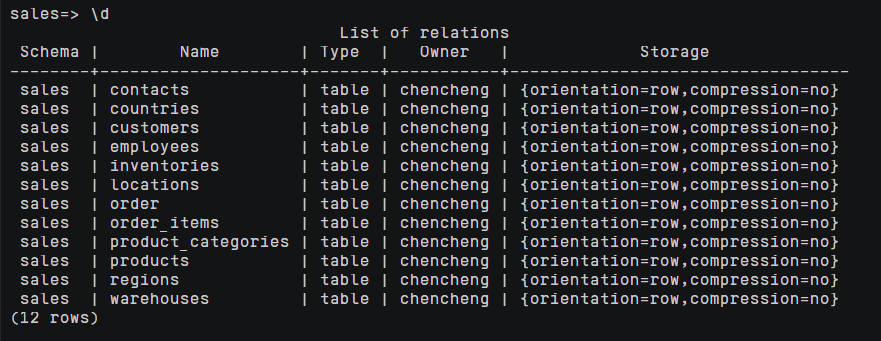 sales=> \d
                                 List of relations
 Schema |        Name        | Type  |   Owner   |             Storage
--------+--------------------+-------+-----------+----------------------------------
 sales  | contacts           | table | chencheng | {orientation=row,compression=no}
 sales  | countries          | table | chencheng | {orientation=row,compression=no}
 sales  | customers          | table | chencheng | {orientation=row,compression=no}
 sales  | employees          | table | chencheng | {orientation=row,compression=no}
 sales  | inventories        | table | chencheng | {orientation=row,compression=no}
 sales  | locations          | table | chencheng | {orientation=row,compression=no}
 sales  | order              | table | chencheng | {orientation=row,compression=no}
 sales  | order_items        | table | chencheng | {orientation=row,compression=no}
 sales  | product_categories | table | chencheng | {orientation=row,compression=no}
 sales  | products           | table | chencheng | {orientation=row,compression=no}
 sales  | regions            | table | chencheng | {orientation=row,compression=no}
 sales  | warehouses         | table | chencheng | {orientation=row,compression=no}
(12 rows)